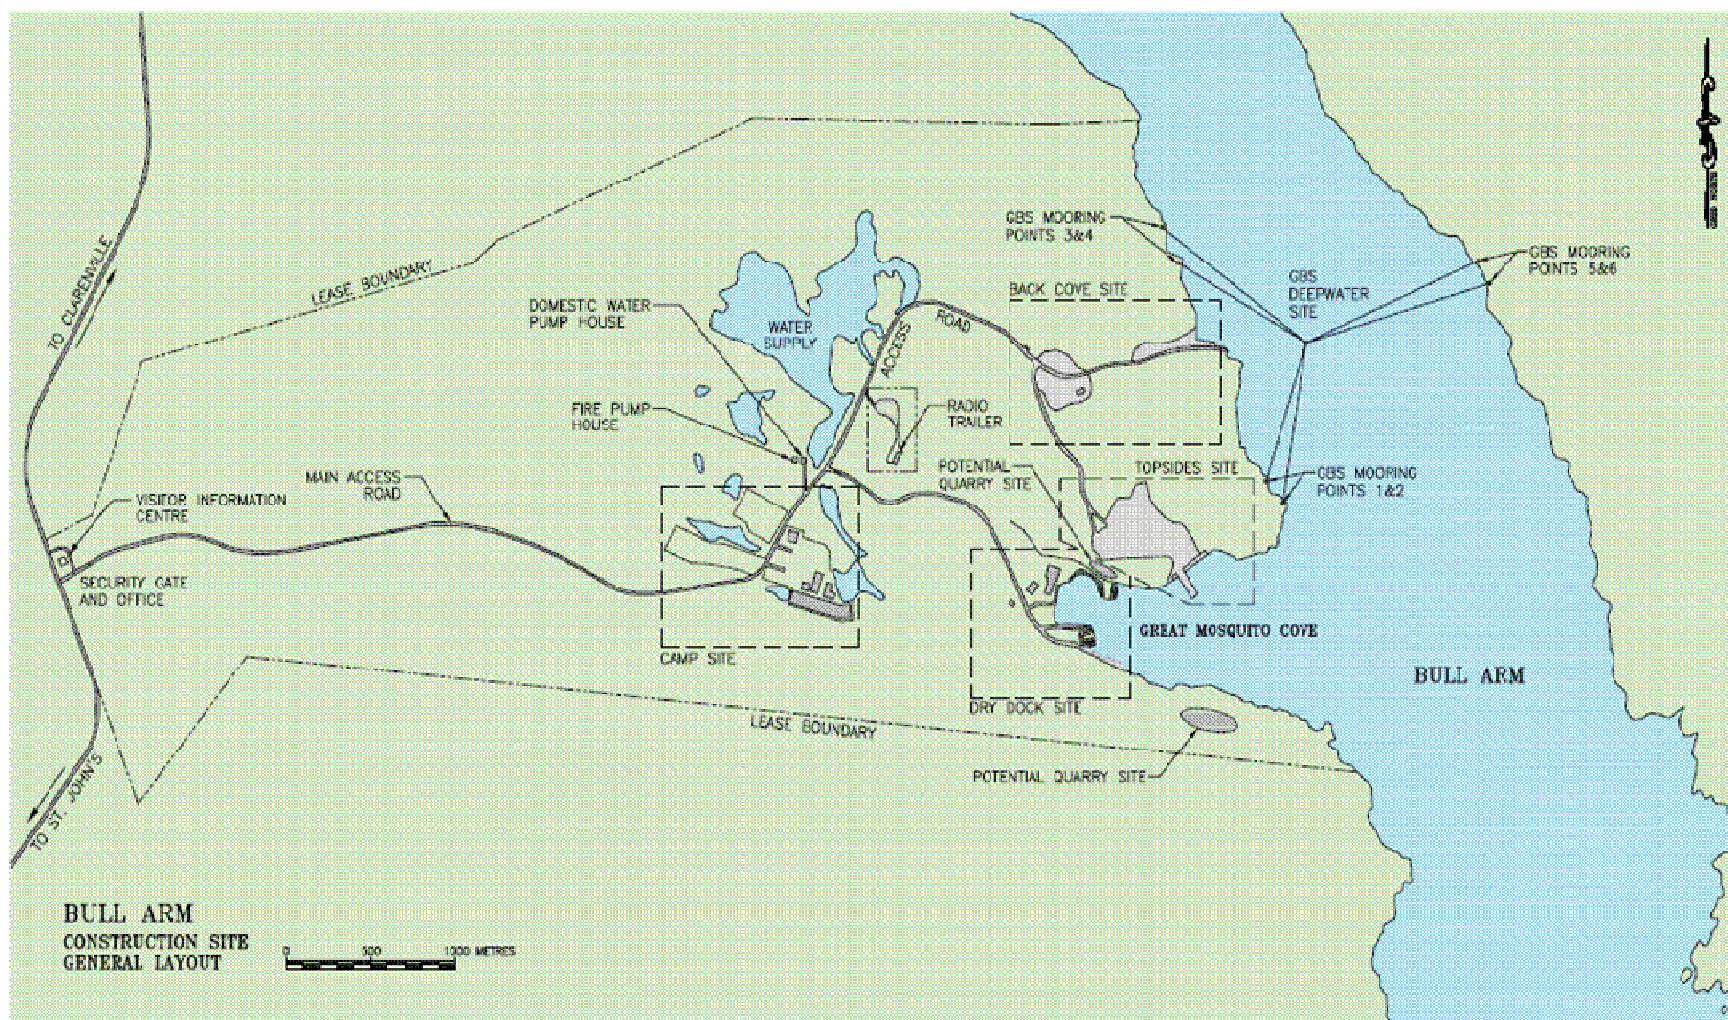 GBS MOORING
POINTS 3&4
GBS MOORING
POINTS 5&6
GBS
DEEPWATER
SITE
TO CLARENVILLE
LEASE BOUNDARY
BACK COVE SITE
DOMESTIC WATER
PUMP HOUSE
WATER
SUPPLY
ACCESS
ROAD
FIRE PUMP
HOUSE
RADIO
TRAILER
POTENTIAL
QUARRY SITE
TOPSIDES SITE
GBS MOORING
POINTS 1&2
MAIN ACCESS
ROAD
VISITOR INFORMATION
CENTRE
SECURITY GATE
AND OFFICE
GREAT MOSQUITO COVE
CAMP SITE
BULL ARM
DRY DOCK SITE
LEASE BOUNDARY
POTENTIAL QUARRY SITE
TO ST. JOHN'S
BULL ARM
CONSTRUCTION SITE
GENERAL LAYOUT
0 500 1000 METRES